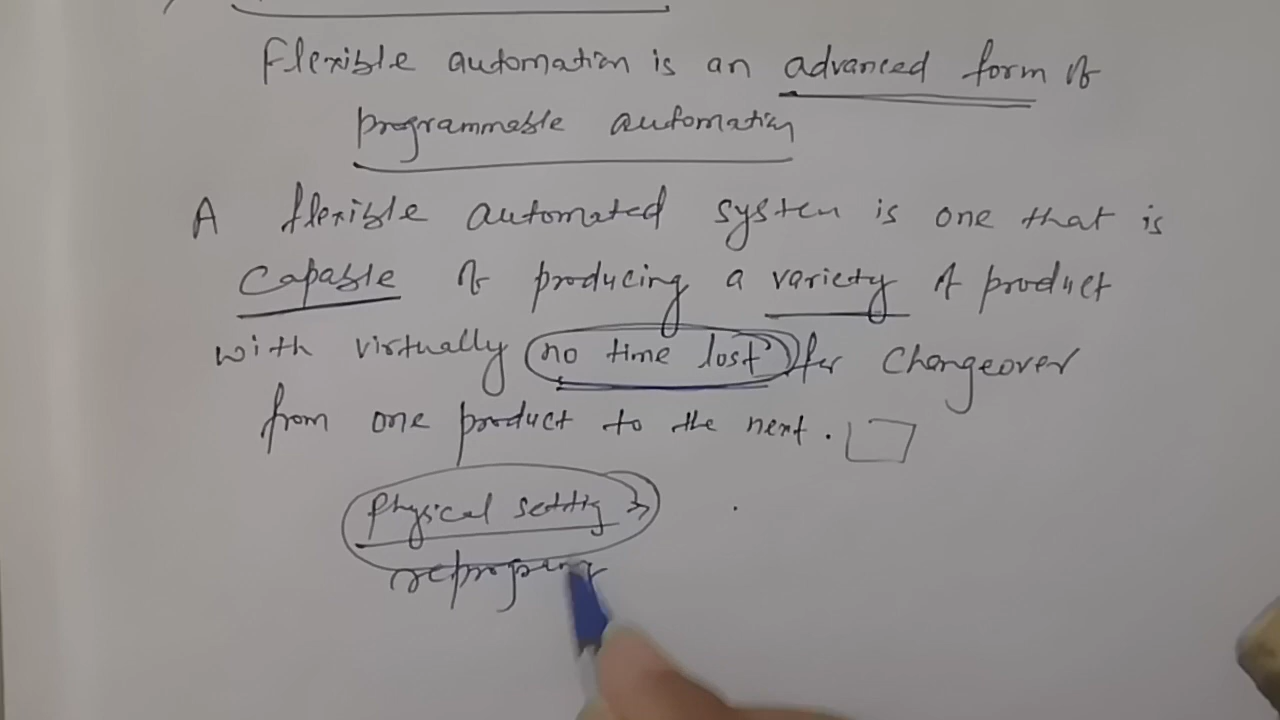 Flexible automation is an advanced form of
programmable automation
A flexible automated system is one that is
Capable of producing a variety of product
with virtually no time lost for Changeover
from one product to the next.
Physical setting